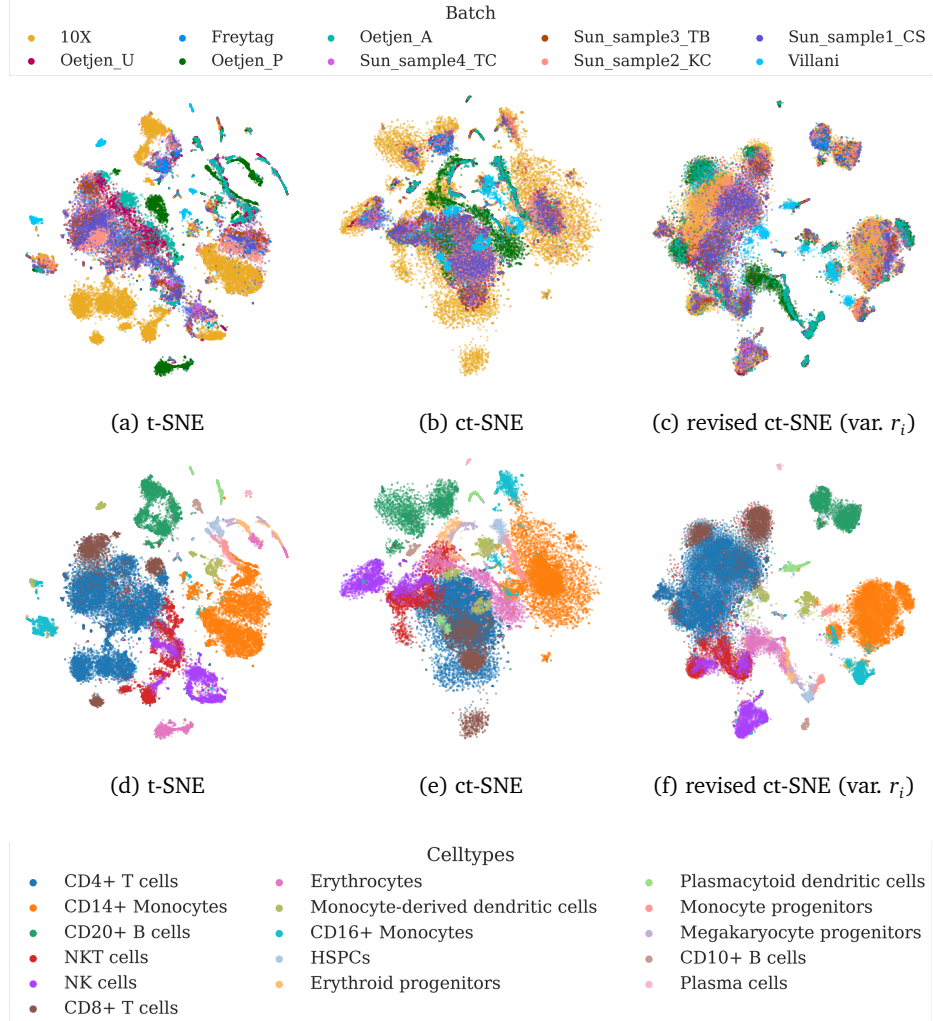 Batch
10X Freytag Oetjen_A Sun_sample3_TB Sun_sample1_CS
Oetjen_U Oetjen_P Sun_sample4_TC Sun_sample2_KC Villani
(a) t-SNE (b) ct-SNE (c) revised ct-SNE (var. r_i)
(d) t-SNE (e) ct-SNE (f) revised ct-SNE (var. r_i)
Celltypes
CD4+ T cells Erythrocytes Plasmacytoid dendritic cells
CD14+ Monocytes Monocyte-derived dendritic cells Monocyte progenitors
CD20+ B cells CD16+ Monocytes Megakaryocyte progenitors
NKT cells HSPCs CD10+ B cells
NK cells Erythroid progenitors Plasma cells
CD8+ T cells